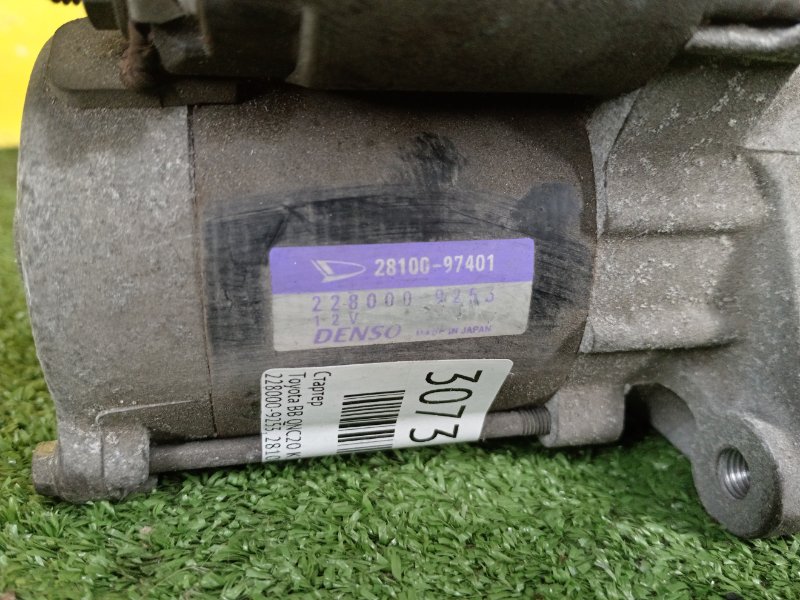 28100-97401
228000-9253
12V
DENSO MADE IN JAPAN
3073
Стартер
Toyota BB QNC20 K
228000-9253, 2810